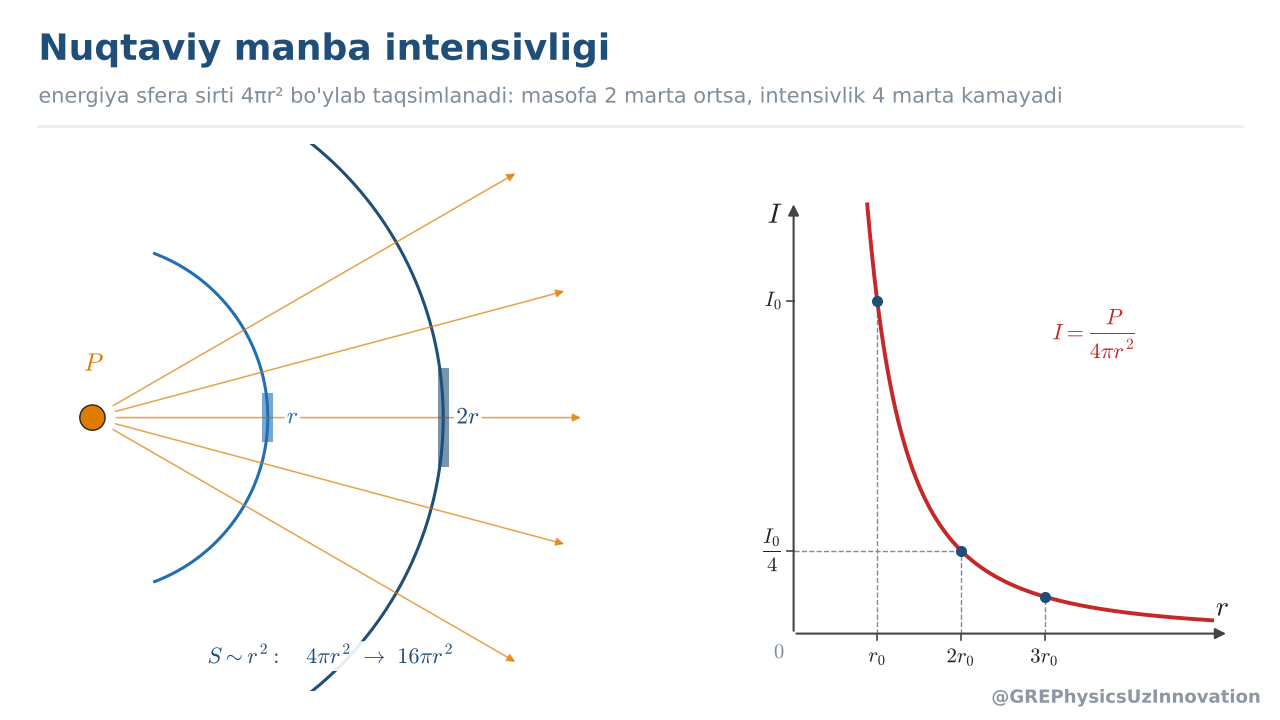 Nuqtaviy manba intensivligi
energiya sfera sirti 4πr² bo'ylab taqsimlanadi: masofa 2 marta ortsa, intensivlik 4 marta kamayadi
P
r
2r
S ~ r² : 4πr² → 16πr²
I
I₀
I₀/4
0
r₀ 2r₀ 3r₀
r
I = P/4πr²
@GREPhysicsUzInnovation